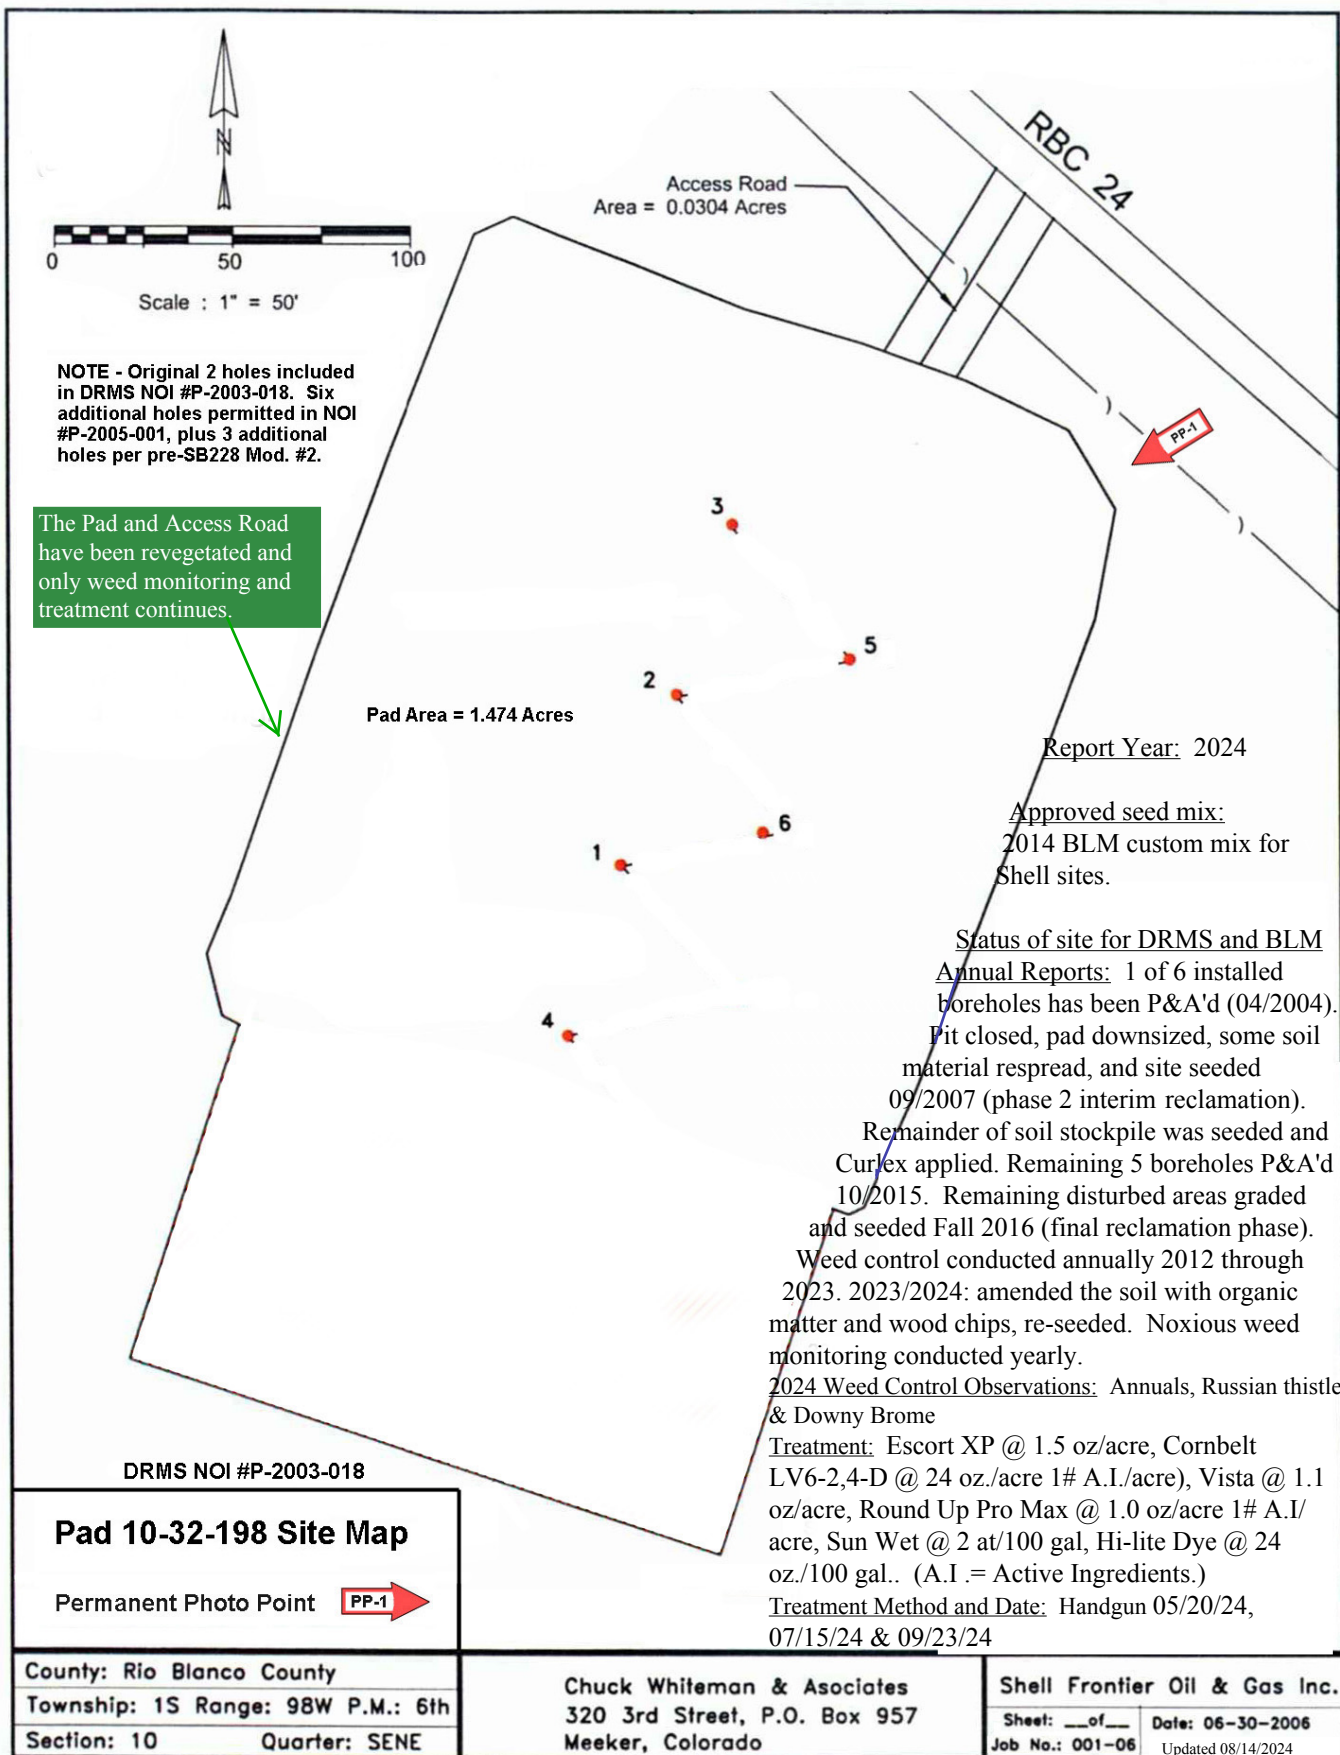 N
0 50 100
Scale : 1" = 50'
Access Road
Area = 0.0304 Acres
RBC 24
NOTE - Original 2 holes included
in DRMS NOI #P-2003-018. Six
additional holes permitted in NOI
#P-2005-001, plus 3 additional
holes per pre-SB228 Mod. #2.
PP-1
The Pad and Access Road
have been revegetated and
only weed monitoring and
treatment continues.
3
5
2
Pad Area = 1.474 Acres
6
1
4
Report Year: 2024
Approved seed mix:
2014 BLM custom mix for
Shell sites.
Status of site for DRMS and BLM
Annual Reports: 1 of 6 installed
boreholes has been P&A'd (04/2004).
Pit closed, pad downsized, some soil
material respread, and site seeded
09/2007 (phase 2 interim reclamation).
Remainder of soil stockpile was seeded and
Curlex applied. Remaining 5 boreholes P&A'd
10/2015. Remaining disturbed areas graded
and seeded Fall 2016 (final reclamation phase).
Weed control conducted annually 2012 through
2023. 2023/2024: amended the soil with organic
matter and wood chips, re-seeded. Noxious weed
monitoring conducted yearly.
2024 Weed Control Observations: Annuals, Russian thistle
& Downy Brome
Treatment: Escort XP @ 1.5 oz/acre, Cornbelt
LV6-2,4-D @ 24 oz./acre 1# A.I./acre), Vista @ 1.1
oz/acre, Round Up Pro Max @ 1.0 oz/acre 1# A.I/
acre, Sun Wet @ 2 at/100 gal, Hi-lite Dye @ 24
oz./100 gal.. (A.I .= Active Ingredients.)
Treatment Method and Date: Handgun 05/20/24,
07/15/24 & 09/23/24
DRMS NOI #P-2003-018
Pad 10-32-198 Site Map
Permanent Photo Point PP-1
County: Rio Blanco County
Township: 1S Range: 98W P.M.: 6th
Section: 10 Quarter: SENE
Chuck Whiteman & Asociates
320 3rd Street, P.O. Box 957
Meeker, Colorado
Shell Frontier Oil & Gas Inc.
Sheet: __of__ Date: 06-30-2006
Job No.: 001-06 Updated 08/14/2024